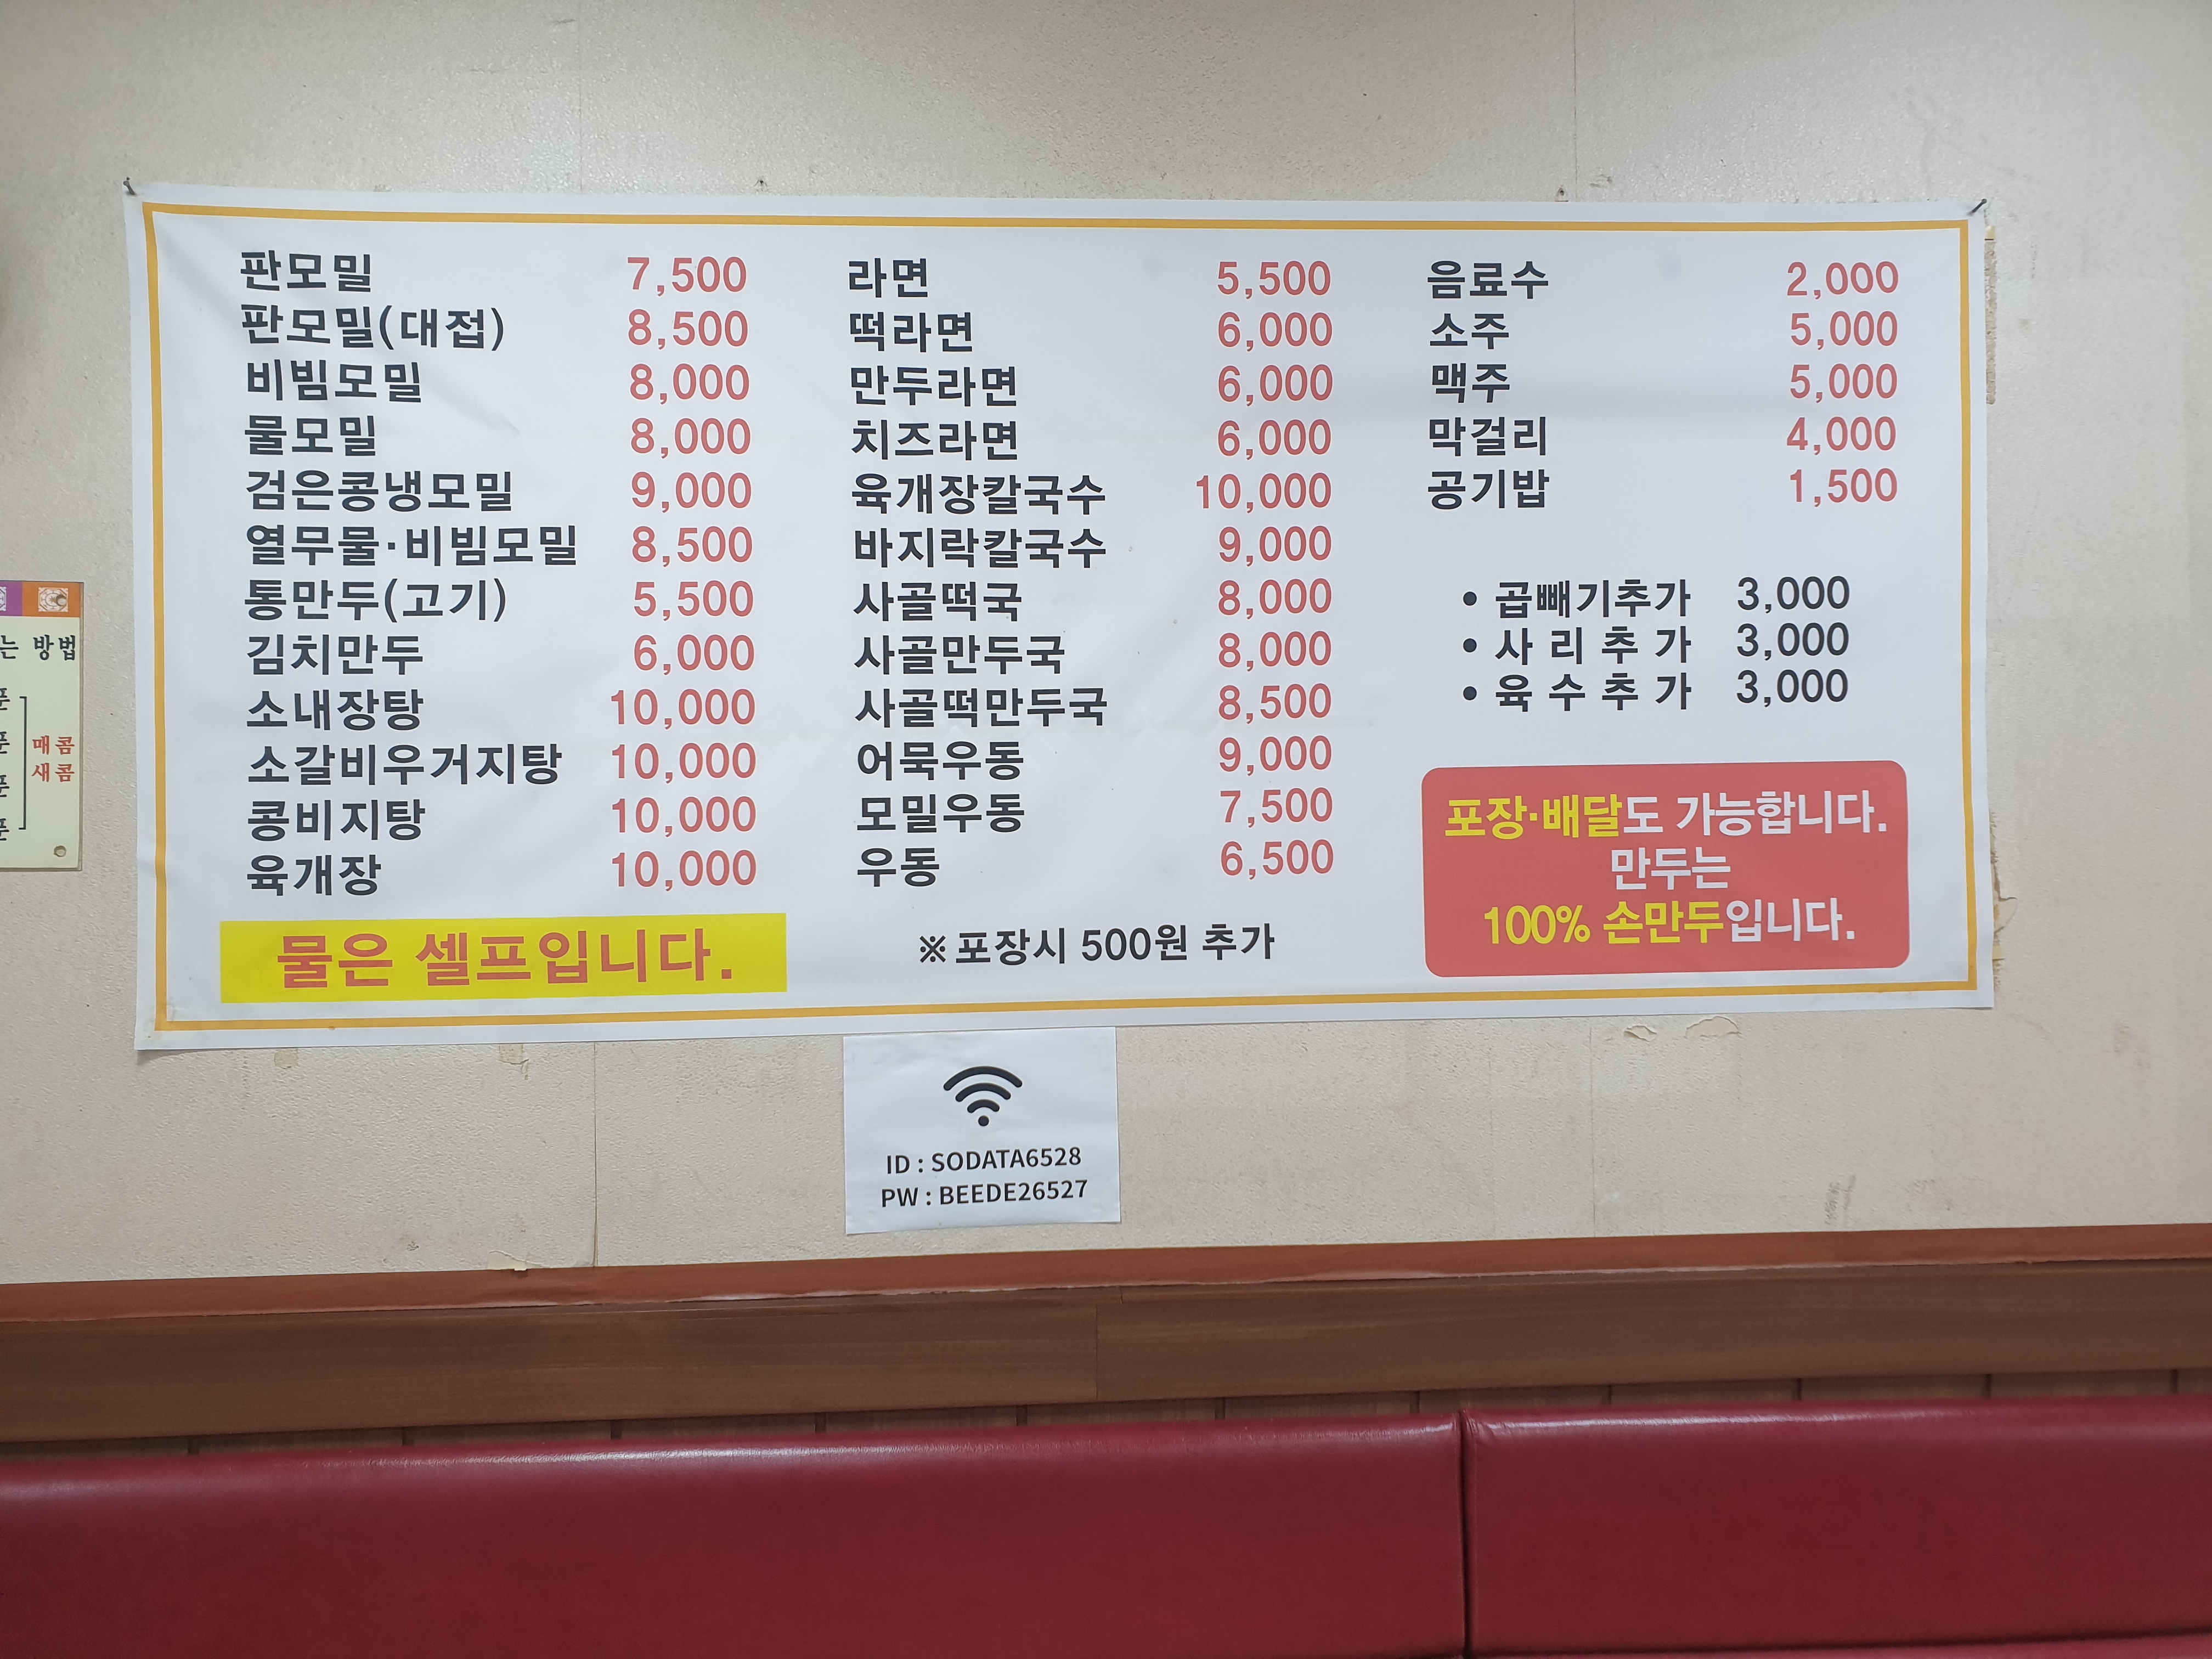 판모밀 7,500
판모밀(대접) 8,500
비빔모밀 8,000
물모밀 8,000
검은콩냉모밀 9,000
열무물·비빔모밀 8,500
통만두(고기) 5,500
김치만두 6,000
소내장탕 10,000
소갈비우거지탕 10,000
콩비지탕 10,000
육개장 10,000
물은 셀프입니다.
라면 5,500
떡라면 6,000
만두라면 6,000
치즈라면 6,000
육개장칼국수 10,000
바지락칼국수 9,000
사골떡국 8,000
사골만두국 8,000
사골떡만두국 8,500
어묵우동 9,000
모밀우동 7,500
우동 6,500
※포장시 500원 추가
음료수 2,000
소주 5,000
맥주 5,000
막걸리 4,000
공기밥 1,500
• 곱빼기추가 3,000
• 사리추가 3,000
• 육수추가 3,000
포장·배달도 가능합니다.
만두는
100% 손만두입니다.
는 방법
매콤
새콤
ID : SODATA6528
PW : BEEDE26527